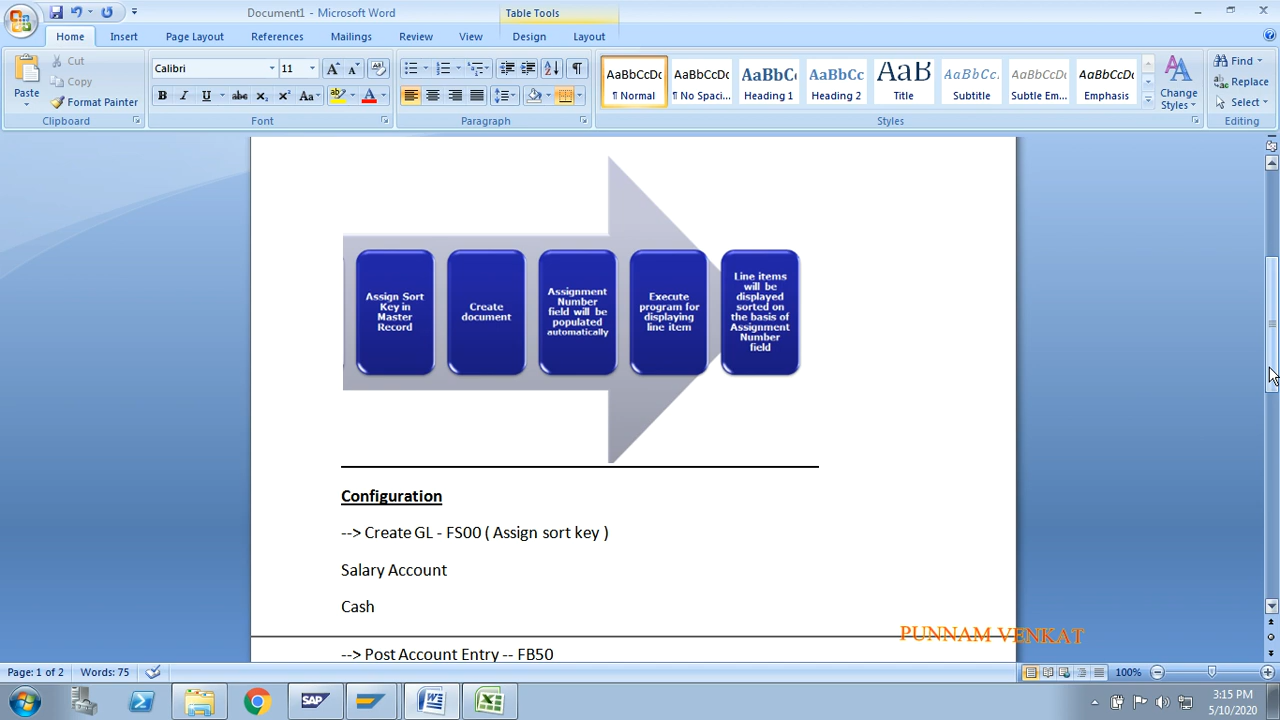 Document1 - Microsoft Word
Table Tools
Home
Insert
Page Layout
References
Mailings
Review
View
Design
Layout
Paste
Cut
Copy
Format Painter
Clipboard
Calibri
11
Font
Paragraph
AaBbCcDc
¶ Normal
AaBbCcDc
¶ No Spaci...
AaBbCc
Heading 1
AaBbCc
Heading 2
AaB
Title
AaBbCc.
Subtitle
AaBbCcDc
Subtle Em...
AaBbCcDc
Emphasis
Change
Styles
Styles
Find
Replace
Select
Editing
Assign Sort
Key in
Master
Record
Create
document
Assignment
Number
field will be
populated
automatically
Execute
program for
displaying
line item
Line items
will be
displayed
sorted on
the basis of
Assignment
Number
field
Configuration
--> Create GL - FS00 ( Assign sort key )
Salary Account
Cash
PUNNAM VENKAT
--> Post Account Entry -- FB50
Page: 1 of 2
Words: 75
100%
SAP
3:15 PM
5/10/2020